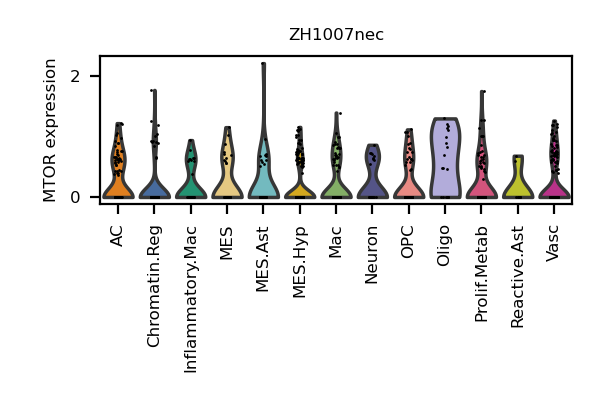 ZH1007nec
MTOR expression
2
0
AC
Chromatin.Reg
Inflammatory.Mac
MES
MES.Ast
MES.Hyp
Mac
Neuron
OPC
Oligo
Prolif.Metab
Reactive.Ast
Vasc